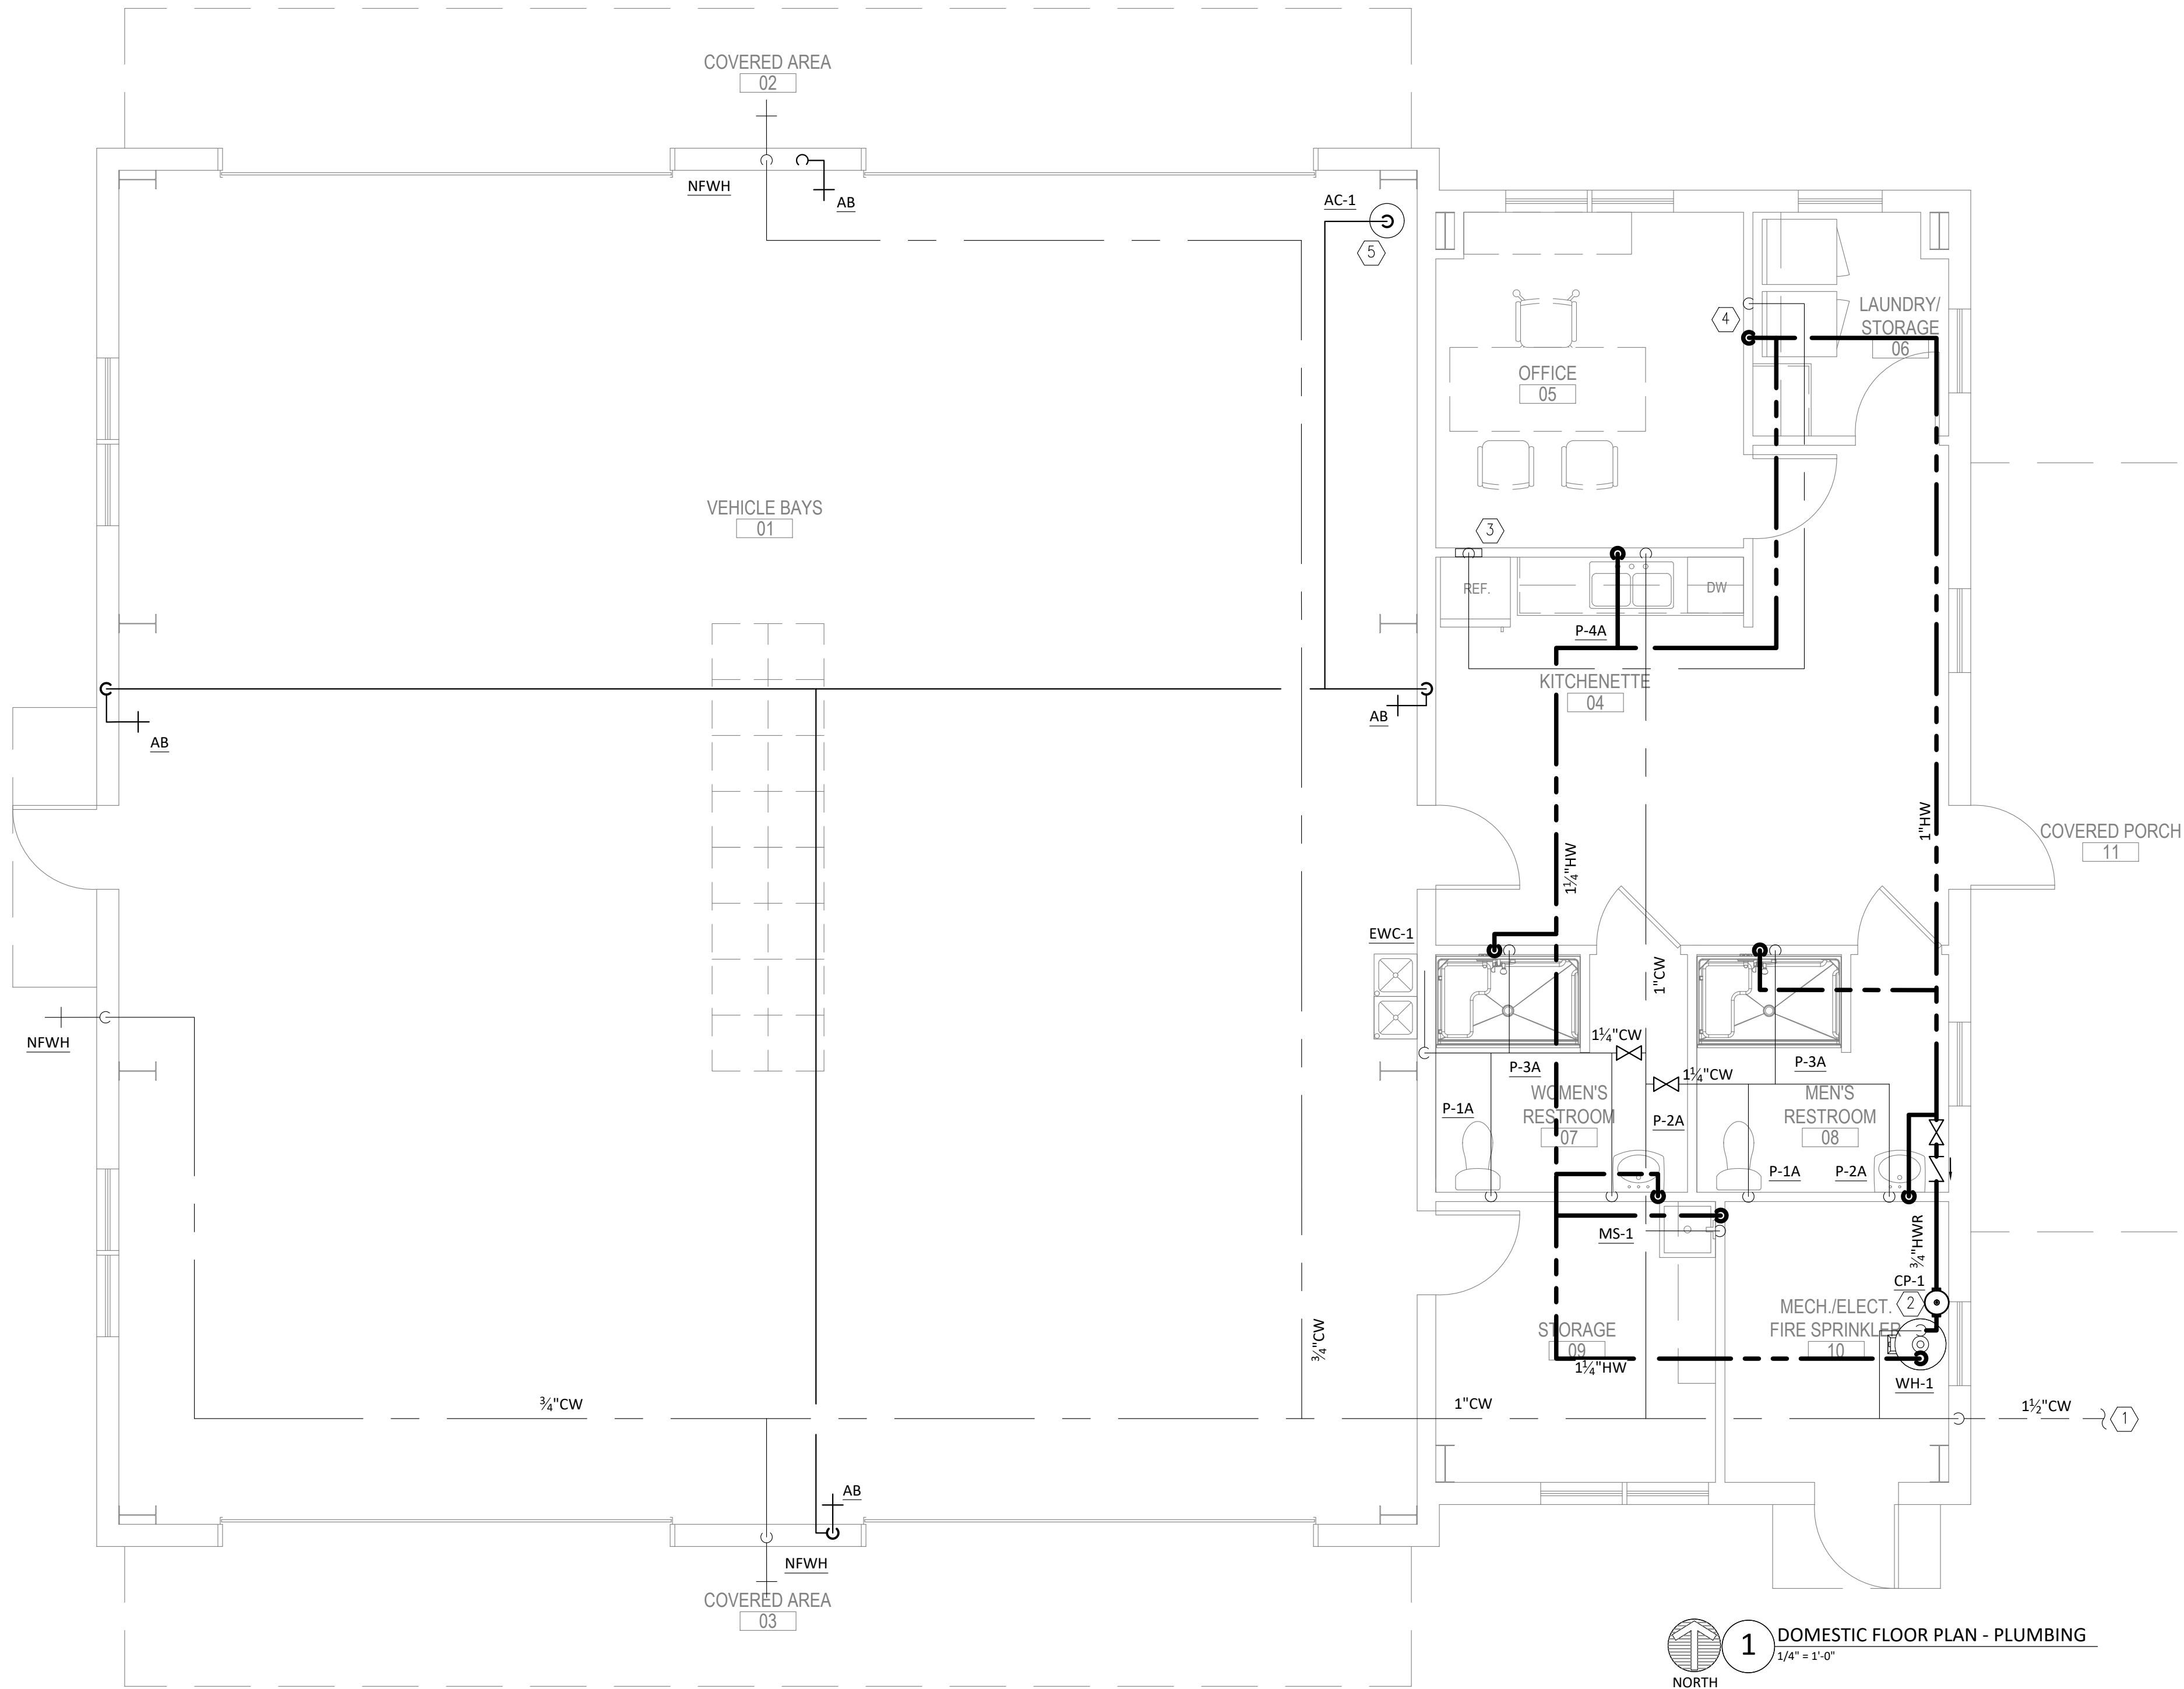 COVERED AREA
02
NFWH
AB
AC-1
5
LAUNDRY/
STORAGE
06
4
OFFICE
05
VEHICLE BAYS
01
3
REF.
DW
P-4A
KITCHENETTE
04
AB
AB
1"HW
COVERED PORCH
11
1¼"HW
EWC-1
1"CW
NFWH
1¼"CW
P-3A
P-3A
1¼"CW
WOMEN'S
RESTROOM
07
MEN'S
RESTROOM
08
P-1A
P-2A
P-1A
P-2A
MS-1
¾"HWR
CP-1
2
MECH./ELECT.
FIRE SPRINKLER
10
STORAGE
09
¾"CW
1¼"HW
WH-1
¾"CW
1"CW
1½"CW
1
AB
NFWH
COVERED AREA
03
1
DOMESTIC FLOOR PLAN - PLUMBING
1/4" = 1'-0"
NORTH